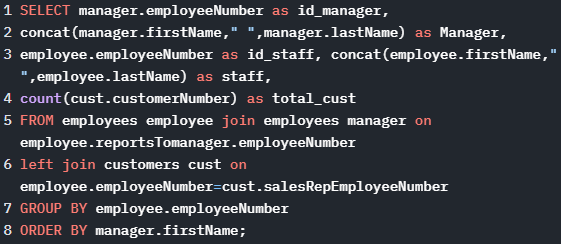 1 SELECT manager.employeeNumber as id_manager,
2 concat(manager.firstName," ",manager.lastName) as Manager,
3 employee.employeeNumber as id_staff, concat(employee.firstName,"
",employee.lastName) as staff,
4 count(cust.customerNumber) as total_cust
5 FROM employees employee join employees manager on
employee.reportsTomanager.employeeNumber
6 left join customers cust on
employee.employeeNumber=cust.salesRepEmployeeNumber
7 GROUP BY employee.employeeNumber
8 ORDER BY manager.firstName;